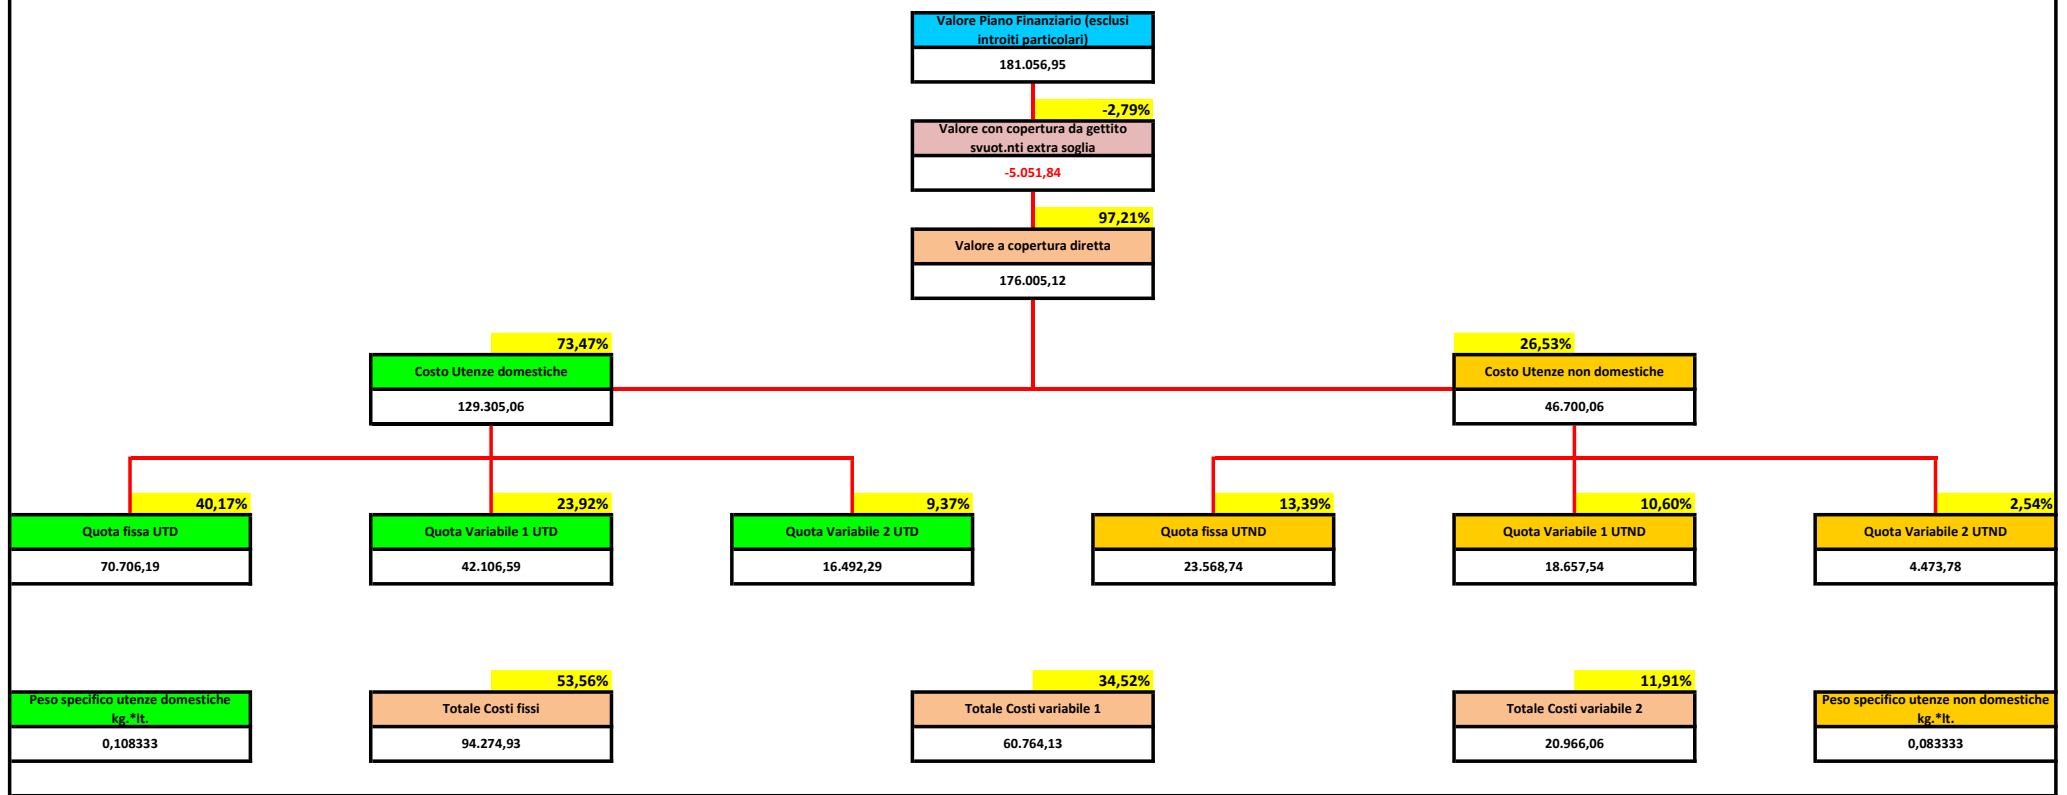 Valore Piano Finanziario (esclusi
introiti particolari)
181.056,95
-2,79%
Valore con copertura da gettito
svuot.nti extra soglia
-5.051,84
97,21%
Valore a copertura diretta
176.005,12
73,47%
26,53%
Costo Utenze domestiche
Costo Utenze non domestiche
129.305,06
46.700,06
40,17%
23,92%
9,37%
13,39%
10,60%
2,54%
Quota fissa UTD
Quota Variabile 1 UTD
Quota Variabile 2 UTD
Quota fissa UTND
Quota Variabile 1 UTND
Quota Variabile 2 UTND
70.706,19
42.106,59
16.492,29
23.568,74
18.657,54
4.473,78
53,56%
34,52%
11,91%
Peso specifico utenze domestiche
kg.*lt.
Totale Costi fissi
Totale Costi variabile 1
Totale Costi variabile 2
Peso specifico utenze non domestiche
kg.*lt.
0,108333
94.274,93
60.764,13
20.966,06
0,083333